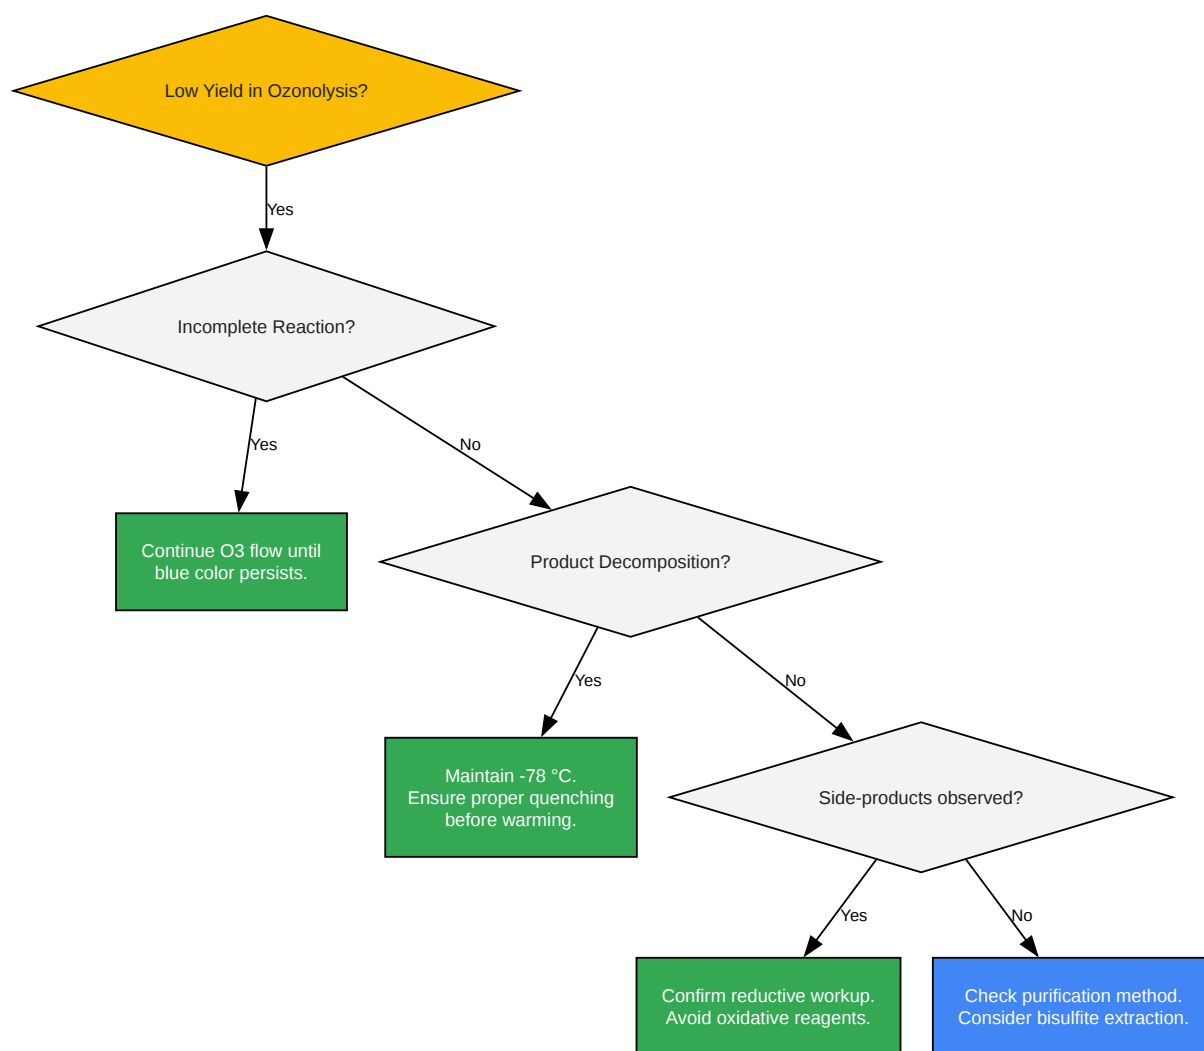 Low Yield in Ozonolysis?
Yes
Incomplete Reaction?
Yes
No
Continue O3 flow until
blue color persists.
Product Decomposition?
Yes
No
Maintain -78 °C.
Ensure proper quenching
before warming.
Side-products observed?
Yes
No
Confirm reductive workup.
Avoid oxidative reagents.
Check purification method.
Consider bisulfite extraction.